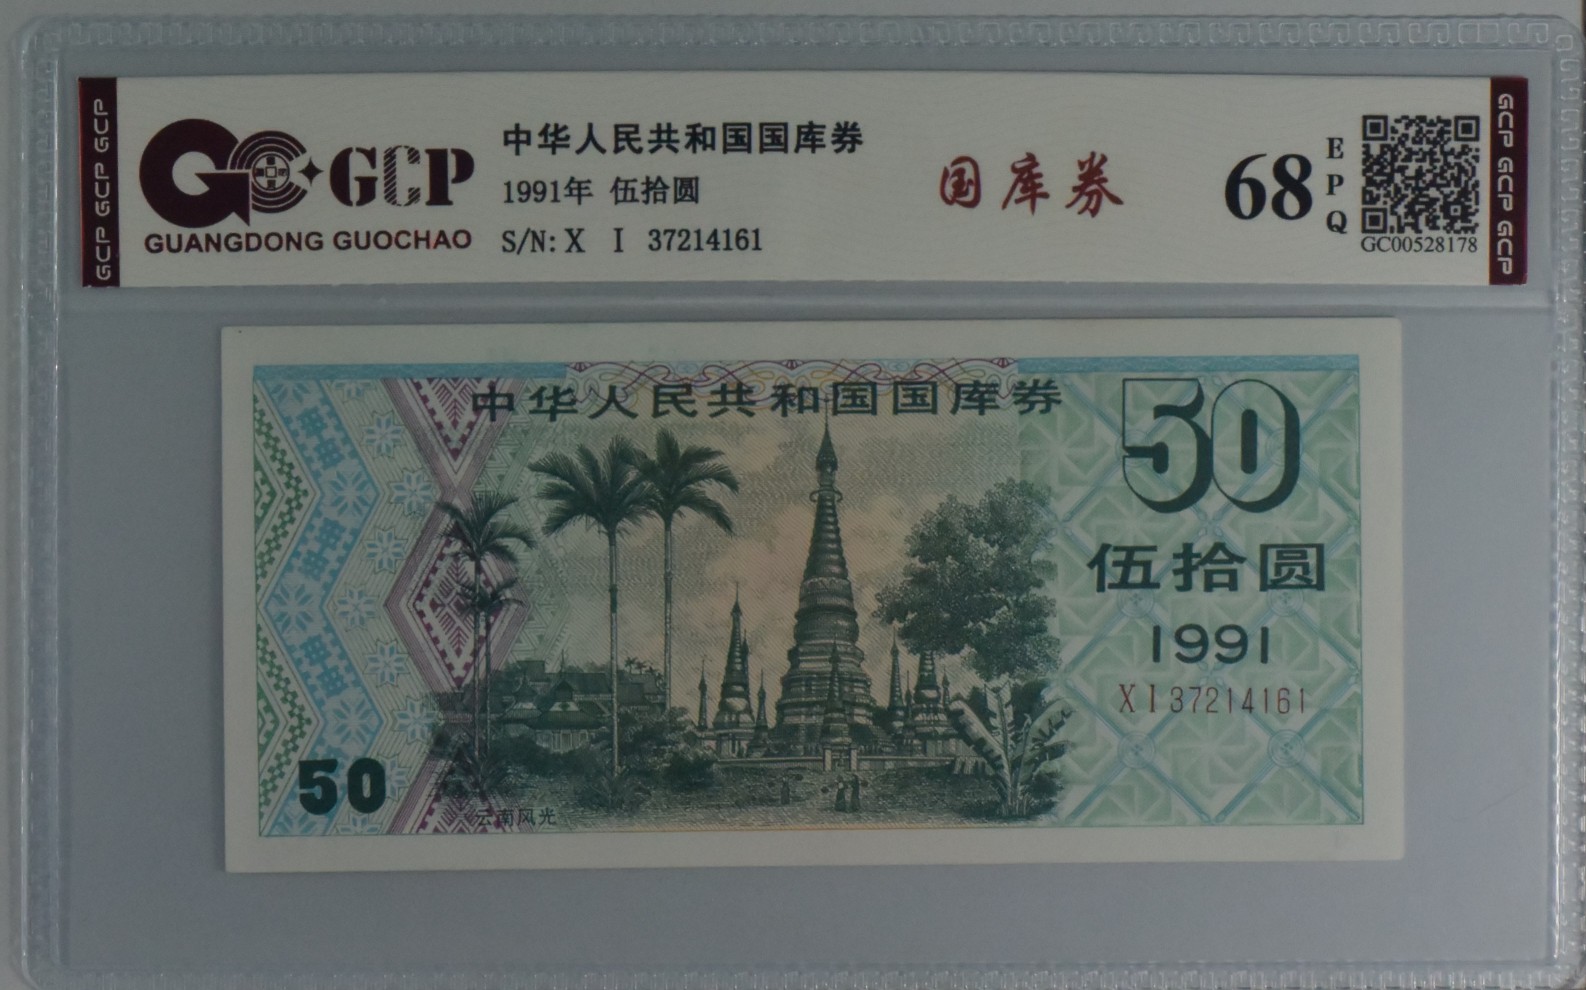 GCP GCP GCP
GCP
GUANGDONG GUOCHAO
中华人民共和国国库券
1991年 伍拾圆
S/N: X I 37214161
国库券
68
EPQ
GC00528178
GCP GCP GCP
中华人民共和国国库券
50
伍拾圆
1991
X I 37214161
50
云南风光